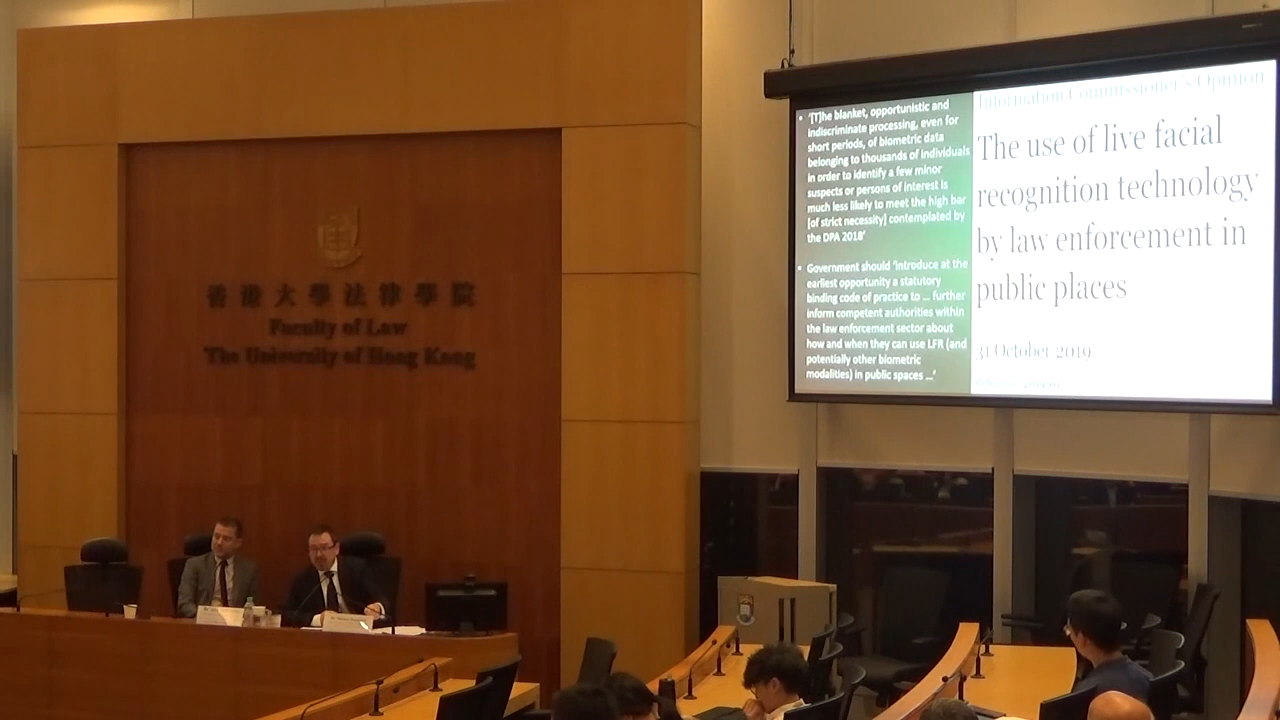 香港大學法律學院
Faculty of Law
The University of Hong Kong
• '[T]he blanket, opportunistic and
indiscriminate processing, even for
short periods, of biometric data
belonging to thousands of individuals
in order to identify a few minor
suspects or persons of interest is
much less likely to meet the high bar
[of strict necessity] contemplated by
the DPA 2018'
• Government should 'introduce at the
earliest opportunity a statutory
binding code of practice to ... further
inform competent authorities within
the law enforcement sector about
how and when they can use LFR (and
potentially other biometric
modalities) in public spaces ...'
Information Commissioner's Opinion
The use of live facial
recognition technology
by law enforcement in
public places
31 October 2019